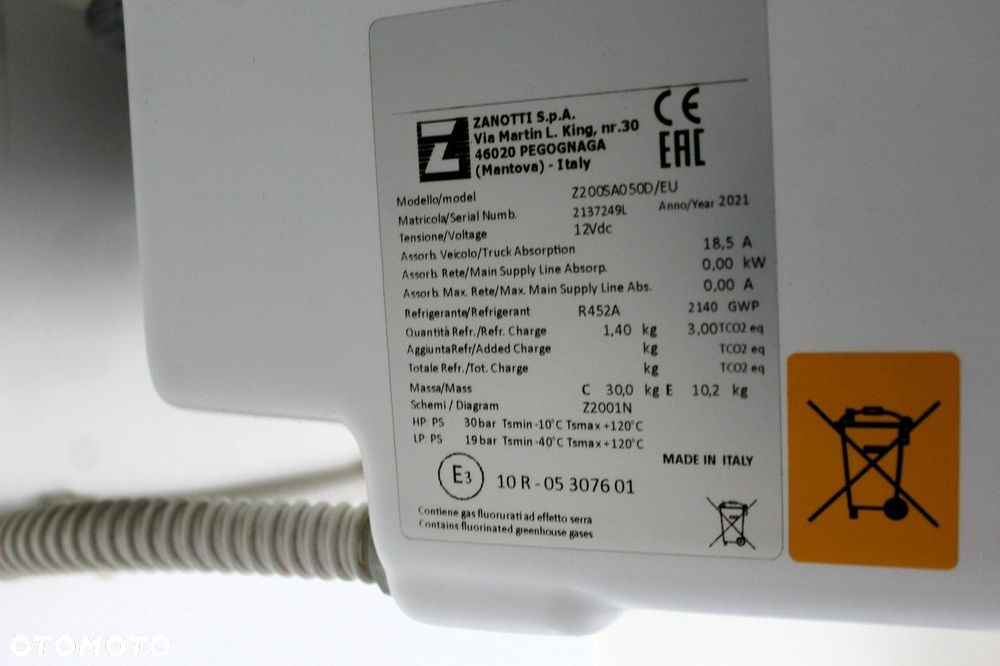 ZANOTTI S.p.A.
Via Martin L. King, nr.30
46020 PEGOGNAGA
(Mantova) - Italy
Z
CE
EAC
Modello/model Z200SA050D/EU
Matricola/Serial Numb. 2137249L Anno/Year 2021
Tensione/Voltage 12Vdc
Assorb. Veicolo/Truck Absorption 18,5 A
Assorb. Rete/Main Supply Line Absorp. 0,00 kW
Assorb. Max. Rete/Max. Main Supply Line Abs. 0,00 A
Refrigerante/Refrigerant R452A 2140 GWP
Quantità Refr./Refr. Charge 1,40 kg 3,00TCO2 eq
AggiuntaRefr/Added Charge kg TCO2 eq
Totale Refr./Tot. Charge kg TCO2 eq
Massa/Mass C 30,0 kg E 10,2 kg
Schemi / Diagram Z2001N
HP: PS 30bar Tsmin-10°C Tsmax+120°C
LP: PS 19bar Tsmin-40°C Tsmax+120°C
MADE IN ITALY
E3 10 R - 05 3076 01
Contiene gas fluorurati ad effetto serra
Contains fluorinated greenhouse gases
OTOMOTO